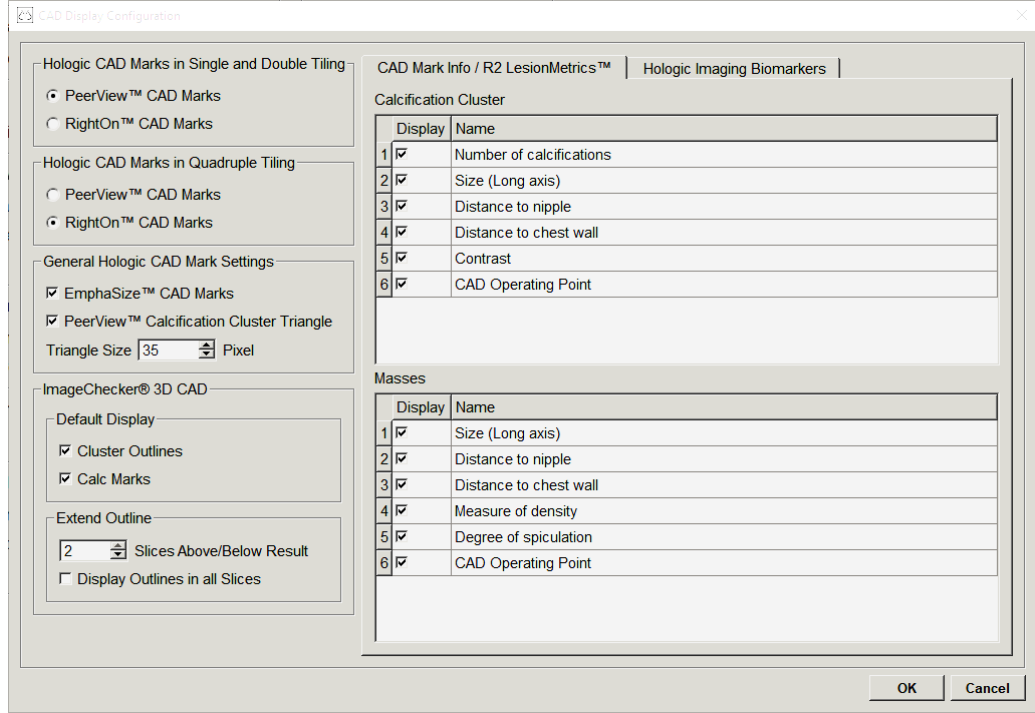 CAD Display Configuration
Hologic CAD Marks in Single and Double Tiling
PeerView™ CAD Marks
RightOn™ CAD Marks
Hologic CAD Marks in Quadruple Tiling
PeerView™ CAD Marks
RightOn™ CAD Marks
General Hologic CAD Mark Settings
EmphaSize™ CAD Marks
PeerView™ Calcification Cluster Triangle
Triangle Size 35 Pixel
ImageChecker® 3D CAD
Default Display
Cluster Outlines
Calc Marks
Extend Outline
2 Slices Above/Below Result
Display Outlines in all Slices
CAD Mark Info / R2 LesionMetrics™ Hologic Imaging Biomarkers
Calcification Cluster
Display Name
1 Number of calcifications
2 Size (Long axis)
3 Distance to nipple
4 Distance to chest wall
5 Contrast
6 CAD Operating Point
Masses
Display Name
1 Size (Long axis)
2 Distance to nipple
3 Distance to chest wall
4 Measure of density
5 Degree of spiculation
6 CAD Operating Point
OK Cancel